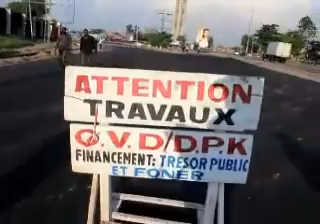 ATTENTION
TRAVAUX
O.V.D/D.P.K
FINANCEMENT: TRESOR PUBLIC
ET FONER